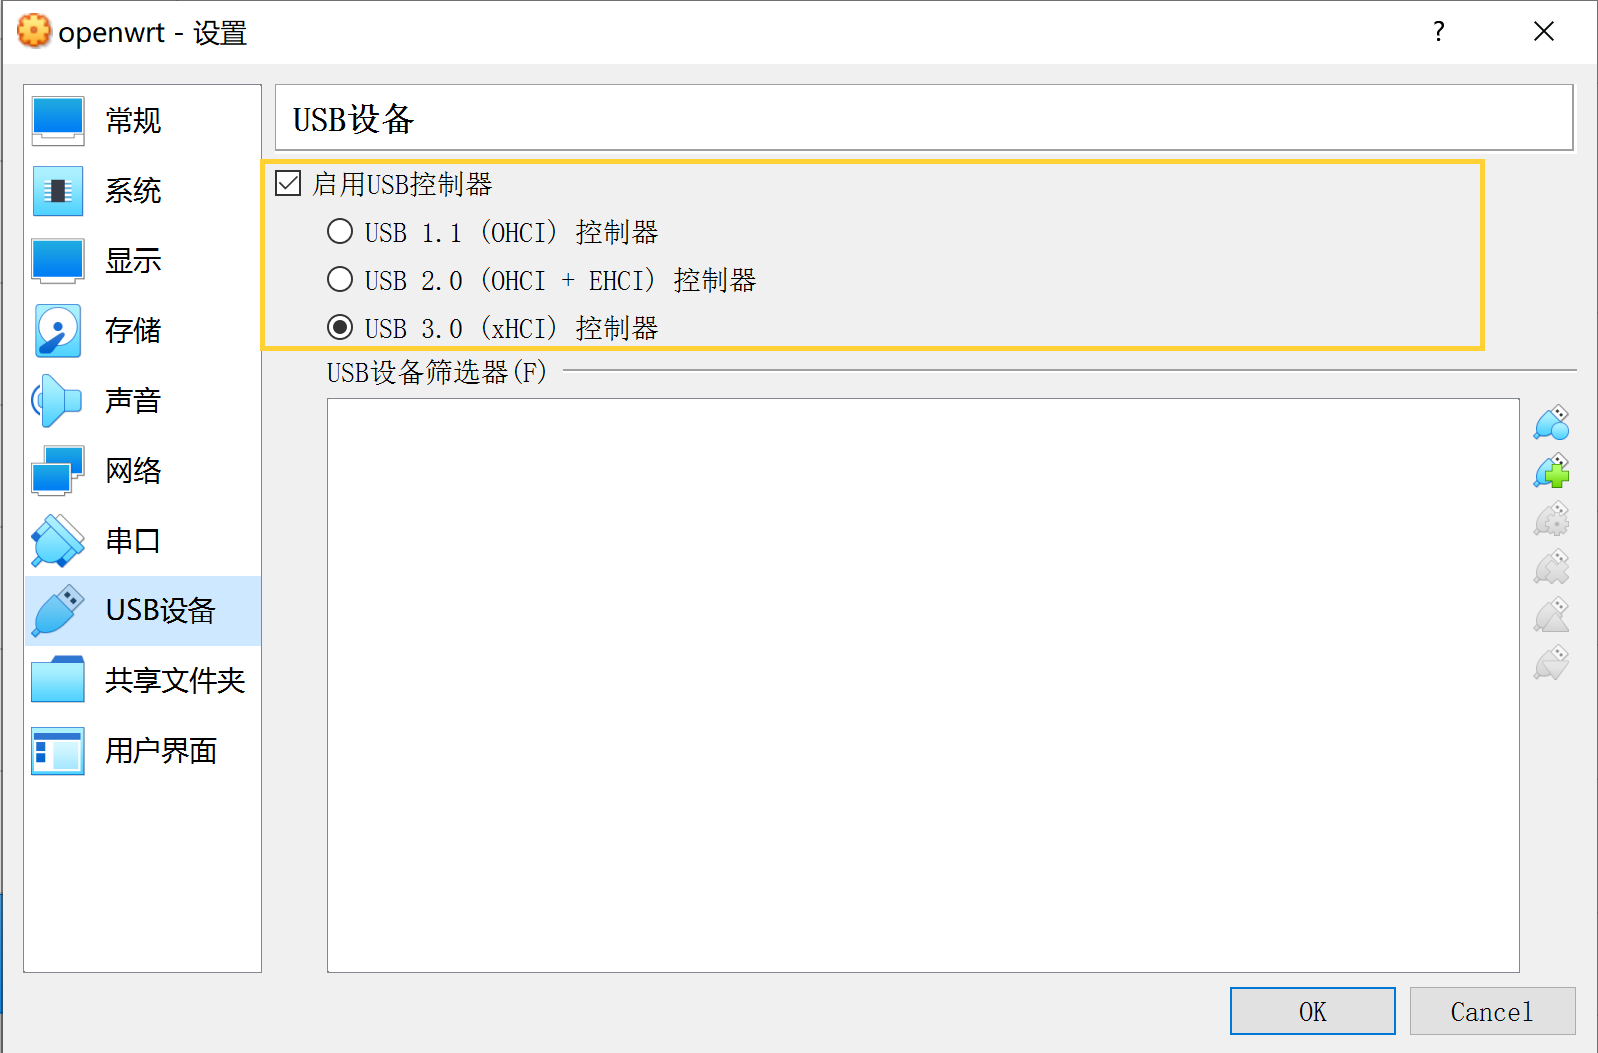 openwrt - 设置
?
常规
系统
显示
存储
声音
网络
串口
USB设备
共享文件夹
用户界面
USB设备
启用USB控制器
USB 1.1 (OHCI) 控制器
USB 2.0 (OHCI + EHCI) 控制器
USB 3.0 (xHCI) 控制器
USB设备筛选器(F)
OK
Cancel